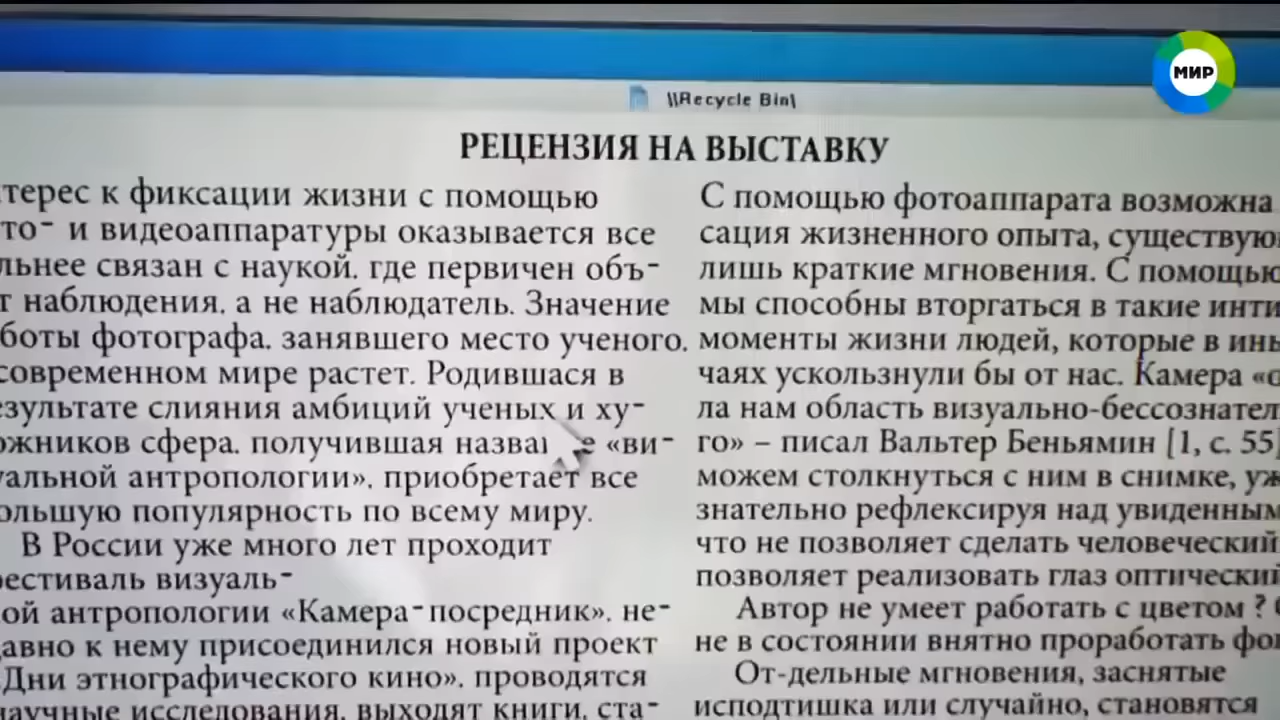 МИР
\\Recycle Bin\
РЕЦЕНЗИЯ НА ВЫСТАВКУ
терес к фиксации жизни с помощью
то- и видеоаппаратуры оказывается все
льнее связан с наукой. где первичен объ-
т наблюдения. а не наблюдатель. Значение
боты фотографа. занявшего место ученого.
современном мире растет. Родившася в
езультате слияния амбиций ученых и ху-
ожников сфера. получившая назва е «ви-
уальной антропологии». приобретает все
ольшую популярность по всему миру.
В России уже много лет проходит
фестиваль визуаль-
ой антропологии «Камера-посредник». не-
давно к нему присоединился новый проект
«Дни этнографического кино». проводятся
научные исследования. выходят книги. ста-
С помощью фотоаппарата возможна
сация жизненного опыта, существую
лишь краткие мгновения. С помощью
мы способны вторгаться в такие инти
моменты жизни людей, которые в ины
чаях ускользнули бы от нас. Камера «о
ла нам область визуально-бессознател
го» – писал Вальтер Беньямин [1, с. 55]
можем столкнуться с ним в снимке, уж
знательно рефлексируя над увиденным
что не позволяет сделать человеческий
позволяет реализовать глаз оптический
Автор не умеет работать с цветом ?
не в состоянии внятно проработать фо
От-дельные мгновения, заснятые
исподтишка или случайно, становятся